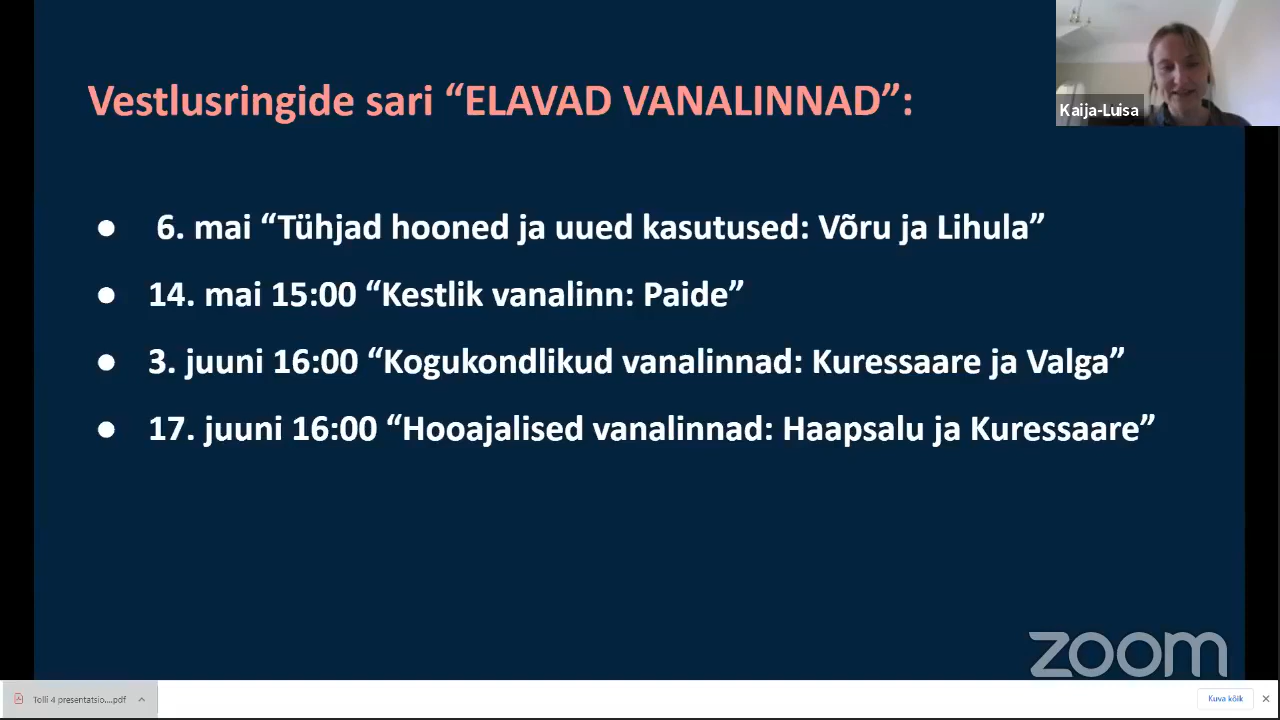 Vestlusringide sari “ELAVAD VANALINNAD”:
Kaija-Luisa
● 6. mai “Tühjad hooned ja uued kasutused: Võru ja Lihula”
● 14. mai 15:00 “Kestlik vanalinn: Paide”
● 3. juuni 16:00 “Kogukondlikud vanalinnad: Kuressaare ja Valga”
● 17. juuni 16:00 “Hooajalised vanalinnad: Haapsalu ja Kuressaare”
zoom
Tolli 4 presentatsio....pdf
Kuva kõik